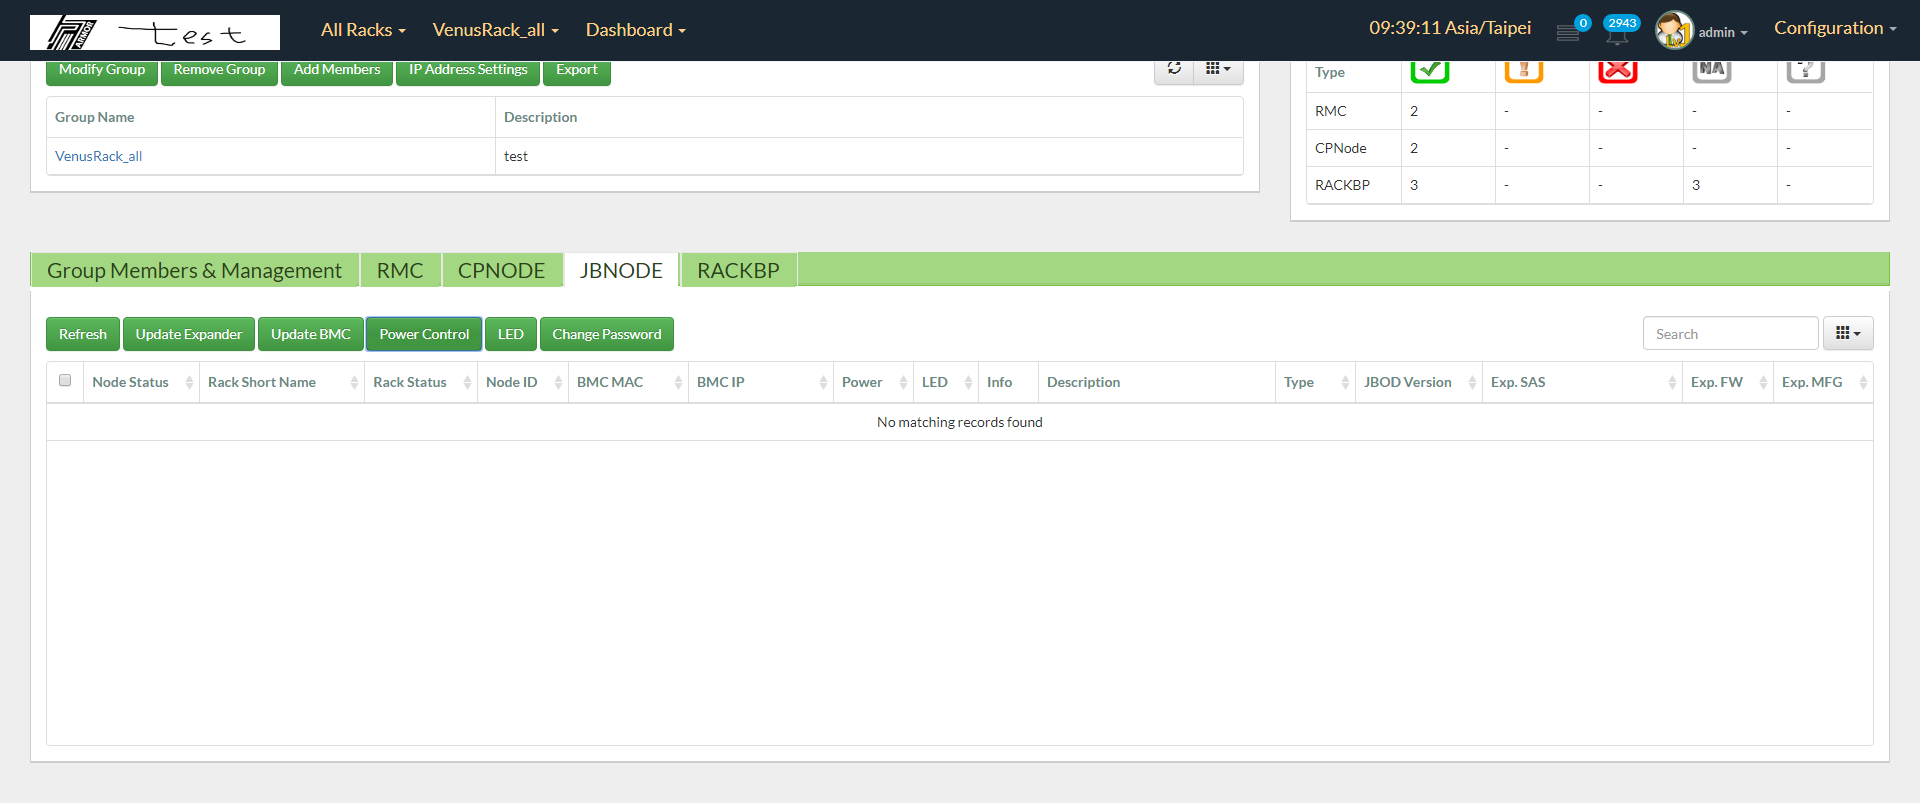 ARMOR test All Racks VenusRack_all Dashboard 09:39:11 Asia/Taipei 0 2943 admin Configuration
Modify Group Remove Group Add Members IP Address Settings Export
Group Name Description
VenusRack_all test
Type NA ?
RMC 2 - - - -
CPNode 2 - - - -
RACKBP 3 - - 3 -
Group Members & Management RMC CPNODE JBNODE RACKBP
Refresh Update Expander Update BMC Power Control LED Change Password Search
Node Status Rack Short Name Rack Status Node ID BMC MAC BMC IP Power LED Info Description Type JBOD Version Exp. SAS Exp. FW Exp. MFG
No matching records found